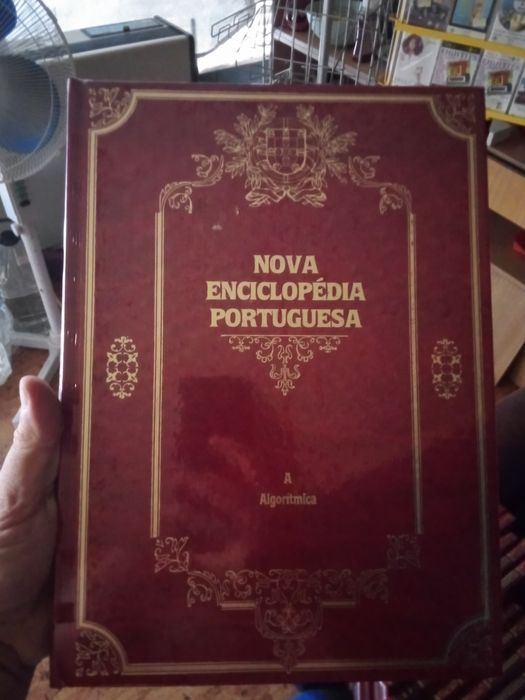 NOVA
ENCICLOPÉDIA
PORTUGUESA
A
Algorítmica